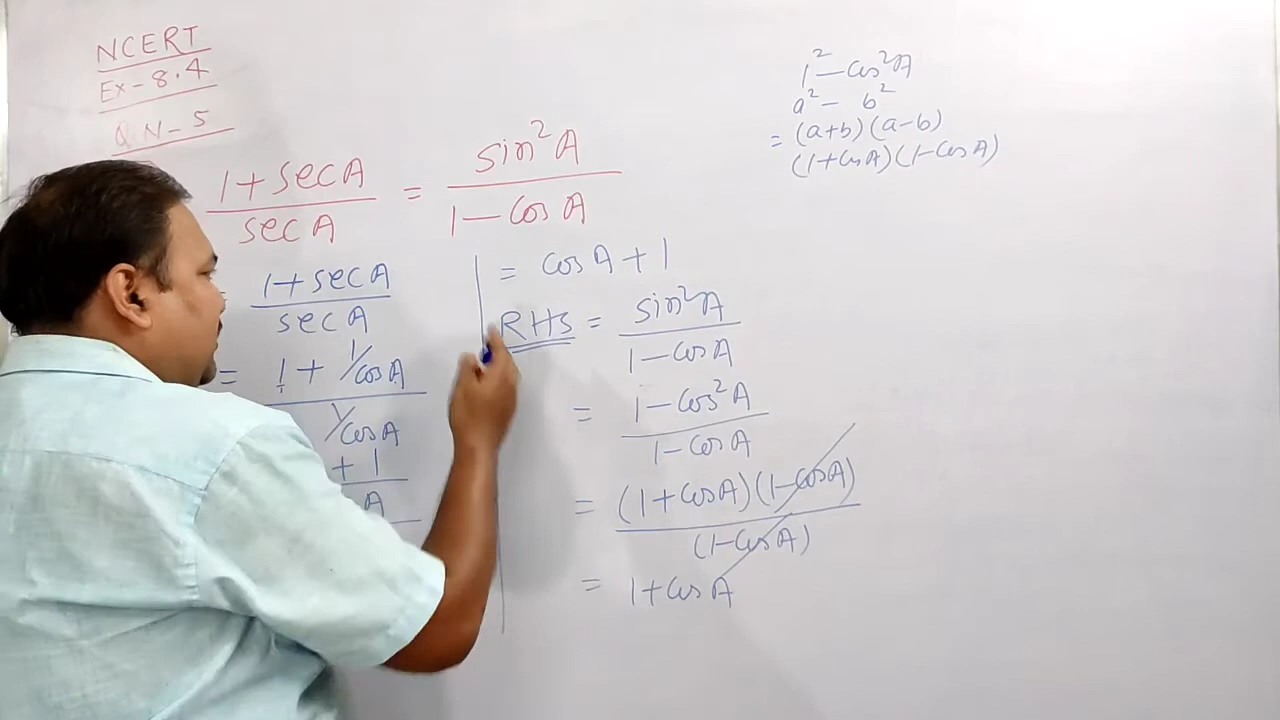 NCERT
Ex-8.4
Q.N-5
1+secA/secA = sin²A/1-cosA
1+secA/secA
= 1+1/cosA/1/cosA
+1
A
= cosA+1
RHS = sin²A/1-cosA
= 1-cos²A/1-cosA
= (1+cosA)(1-cosA)/(1-cosA)
= 1+cosA
1²-cos²A
a²- b²
= (a+b)(a-b)
(1+cosA)(1-cosA)